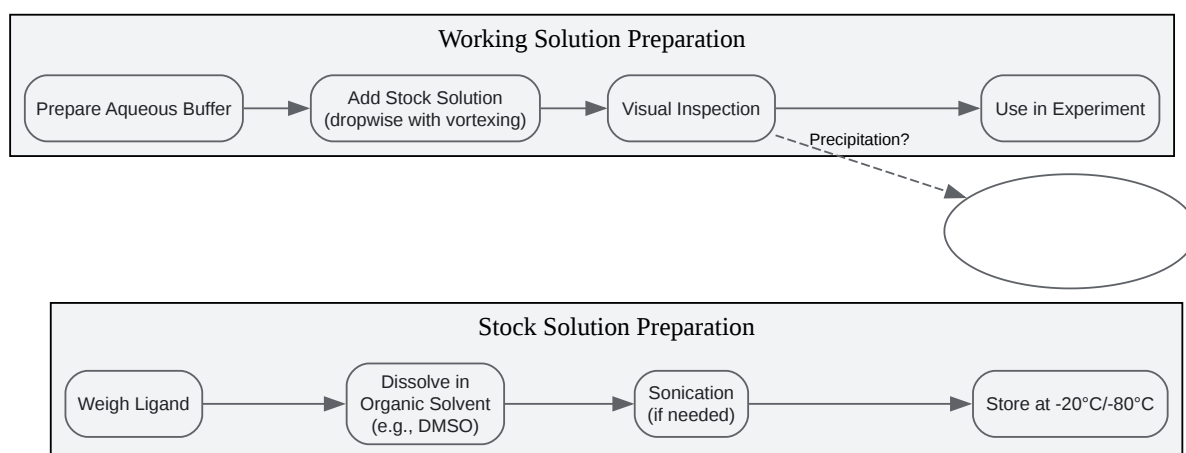 Working Solution Preparation
Prepare Aqueous Buffer
Add Stock Solution
(dropwise with vortexing)
Visual Inspection
Use in Experiment
Precipitation?
Stock Solution Preparation
Weigh Ligand
Dissolve in
Organic Solvent
(e.g., DMSO)
Sonication
(if needed)
Store at -20°C/-80°C